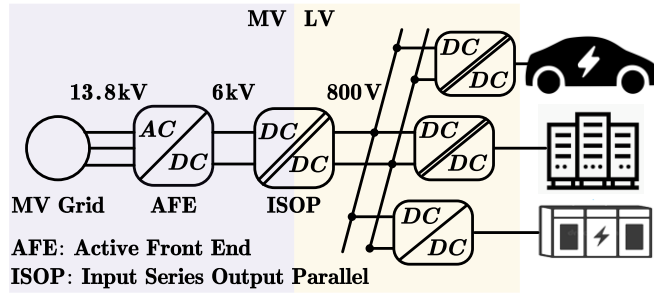 MV LV
13.8kV 6kV 800V
DC
DC
AC
DC
DC
DC
DC
DC
MV Grid AFE ISOP
DC
DC
AFE: Active Front End
ISOP: Input Series Output Parallel